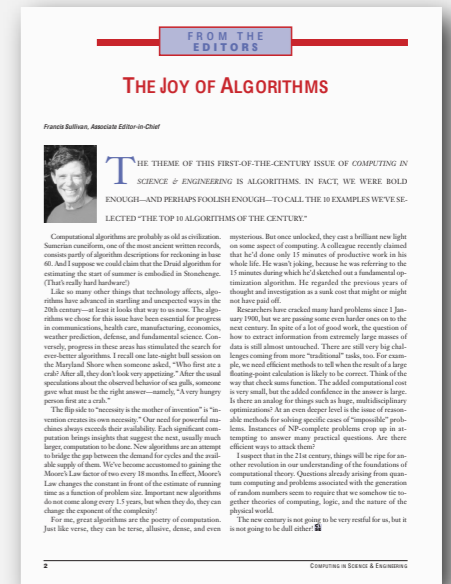 FROM THE
EDITORS
THE JOY OF ALGORITHMS
Francis Sullivan, Associate Editor-in-Chief
THE THEME OF THIS FIRST-OF-THE-CENTURY ISSUE OF COMPUTING IN
SCIENCE & ENGINEERING IS ALGORITHMS. IN FACT, WE WERE BOLD
ENOUGH—AND PERHAPS FOOLISH ENOUGH—TO CALL THE 10 EXAMPLES WE'VE SE-
LECTED "THE TOP 10 ALGORITHMS OF THE CENTURY."
Computational algorithms are probably as old as civilization.
Sumerian cuneiform, one of the most ancient written records,
consists partly of algorithm descriptions for reckoning in base
60. And I suppose we could claim that the Druid algorithm for
estimating the start of summer is embodied in Stonehenge.
(That's really hard hardware!)
Like so many other things that technology affects, algo-
rithms have advanced in startling and unexpected ways in the
20th century—at least it looks that way to us now. The algo-
rithms we chose for this issue have been essential for progress
in communications, health care, manufacturing, economics,
weather prediction, defense, and fundamental science. Con-
versely, progress in these areas has stimulated the search for
ever-better algorithms. I recall one late-night bull session on
the Maryland Shore when someone asked, "Who first ate a
crab? After all, they don't look very appetizing." After the usual
speculations about the observed behavior of sea gulls, someone
gave what must be the right answer—namely, "A very hungry
person first ate a crab."
The flip side to "necessity is the mother of invention" is "in-
vention creates its own necessity." Our need for powerful ma-
chines always exceeds their availability. Each significant com-
putation brings insights that suggest the next, usually much
larger, computation to be done. New algorithms are an attempt
to bridge the gap between the demand for cycles and the avail-
able supply of them. We've become accustomed to gaining the
Moore's Law factor of two every 18 months. In effect, Moore's
Law changes the constant in front of the estimate of running
time as a function of problem size. Important new algorithms
do not come along every 1.5 years, but when they do, they can
change the exponent of the complexity!
For me, great algorithms are the poetry of computation.
Just like verse, they can be terse, allusive, dense, and even
mysterious. But once unlocked, they cast a brilliant new light
on some aspect of computing. A colleague recently claimed
that he'd done only 15 minutes of productive work in his
whole life. He wasn't joking, because he was referring to the
15 minutes during which he'd sketched out a fundamental op-
timization algorithm. He regarded the previous years of
thought and investigation as a sunk cost that might or might
not have paid off.
Researchers have cracked many hard problems since 1 Jan-
uary 1900, but we are passing some even harder ones on to the
next century. In spite of a lot of good work, the question of
how to extract information from extremely large masses of
data is still almost untouched. There are still very big chal-
lenges coming from more "traditional" tasks, too. For exam-
ple, we need efficient methods to tell when the result of a large
floating-point calculation is likely to be correct. Think of the
way that check sums function. The added computational cost
is very small, but the added confidence in the answer is large.
Is there an analog for things such as huge, multidisciplinary
optimizations? At an even deeper level is the issue of reason-
able methods for solving specific cases of "impossible" prob-
lems. Instances of NP-complete problems crop up in at-
tempting to answer many practical questions. Are there
efficient ways to attack them?
I suspect that in the 21st century, things will be ripe for an-
other revolution in our understanding of the foundations of
computational theory. Questions already arising from quan-
tum computing and problems associated with the generation
of random numbers seem to require that we somehow tie to-
gether theories of computing, logic, and the nature of the
physical world.
The new century is not going to be very restful for us, but it
is not going to be dull either!
2
COMPUTING IN SCIENCE & ENGINEERING